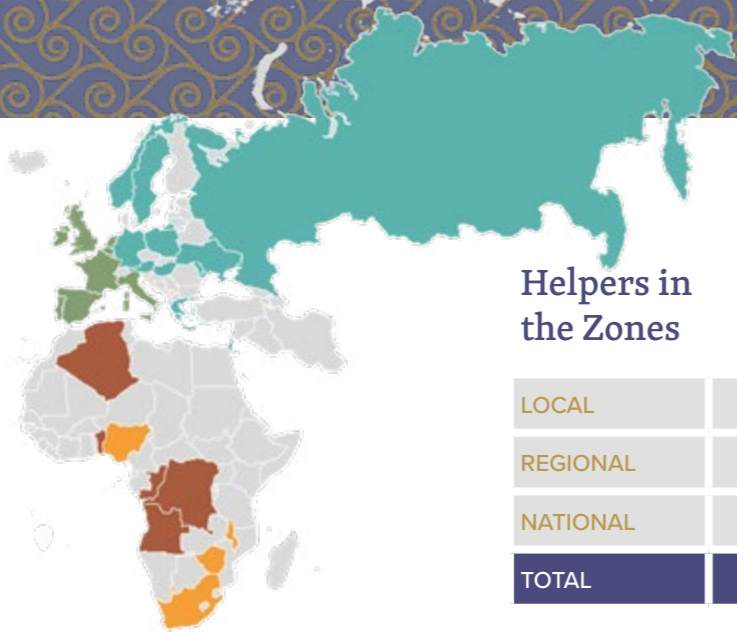 Helpers in
the Zones
LOCAL
REGIONAL
NATIONAL
TOTAL